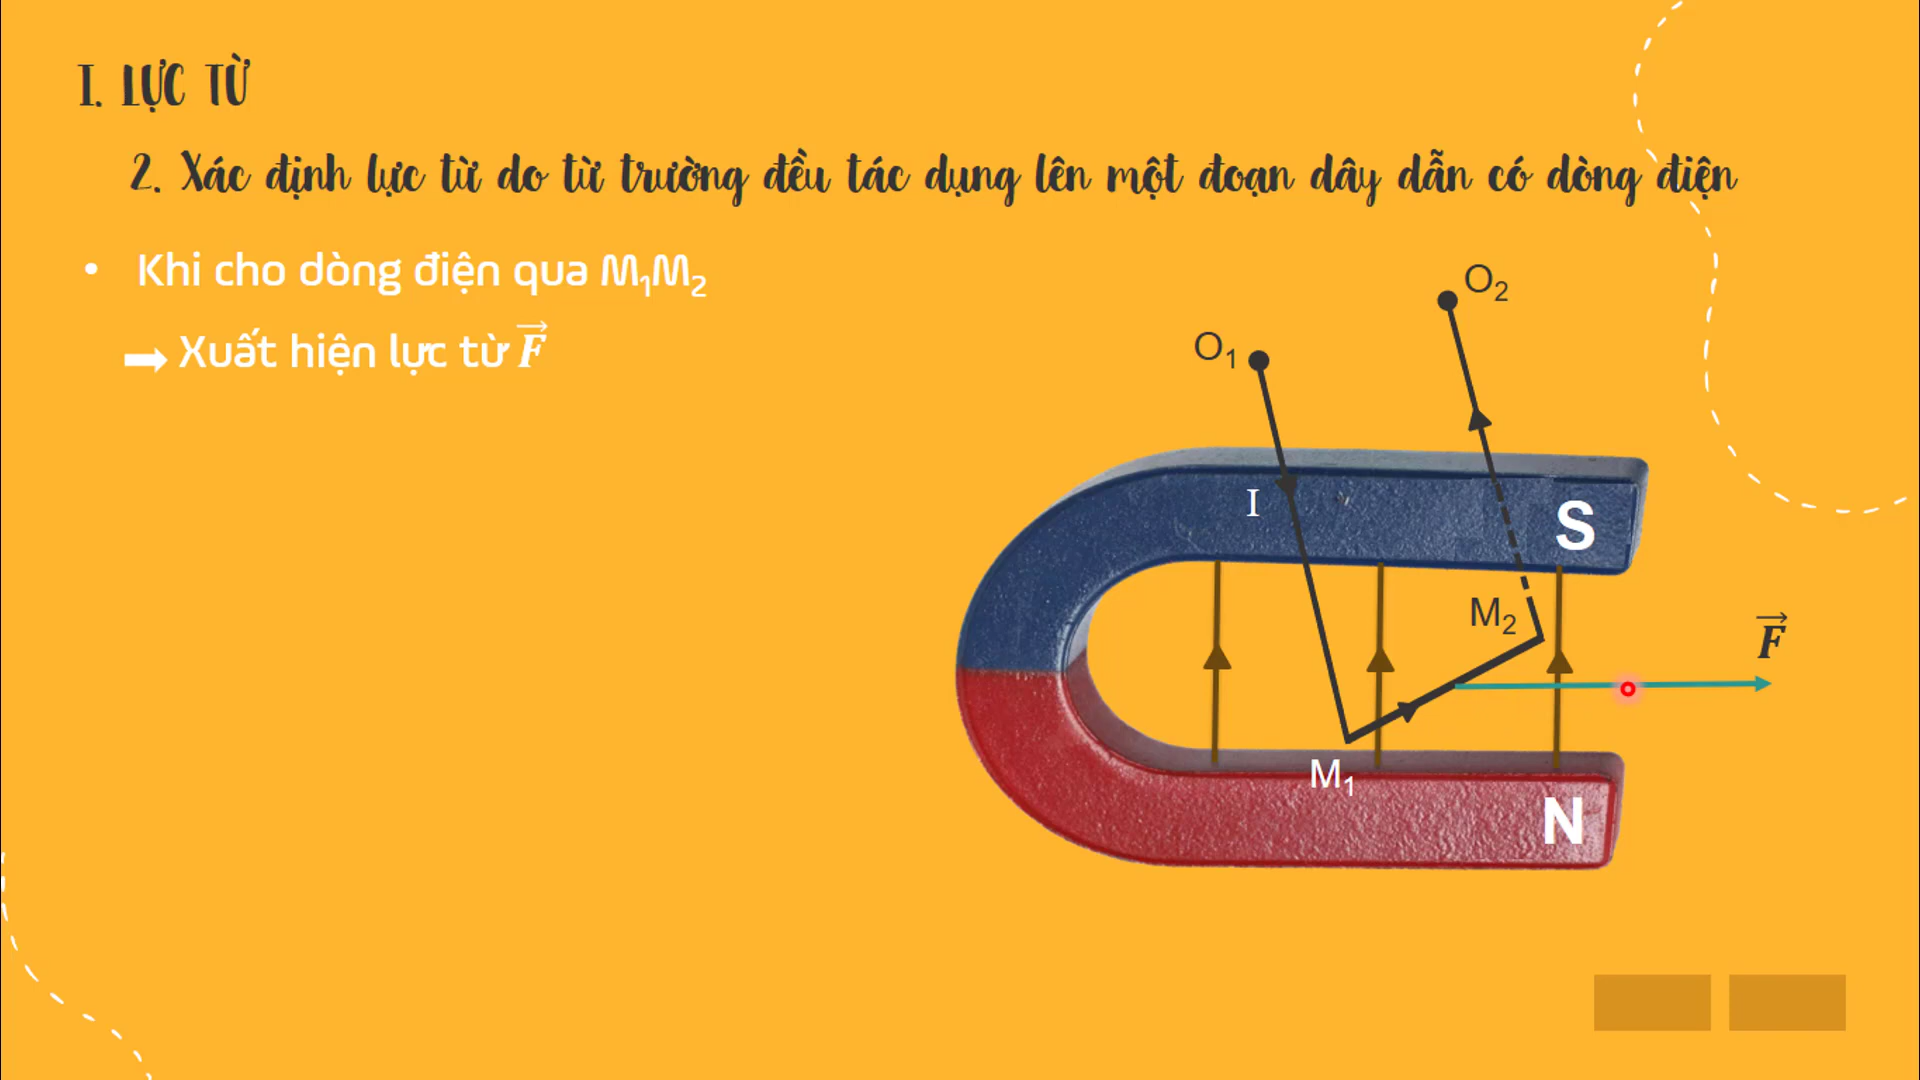 I. LỰC TỪ
2. Xác định lực từ do từ trường đều tác dụng lên một đoạn dây dẫn có dòng điện
• Khi cho dòng điện qua M₁M₂
➡ Xuất hiện lực từ F⃗
O₂
O₁
I
S
M₂
F⃗
M₁
N